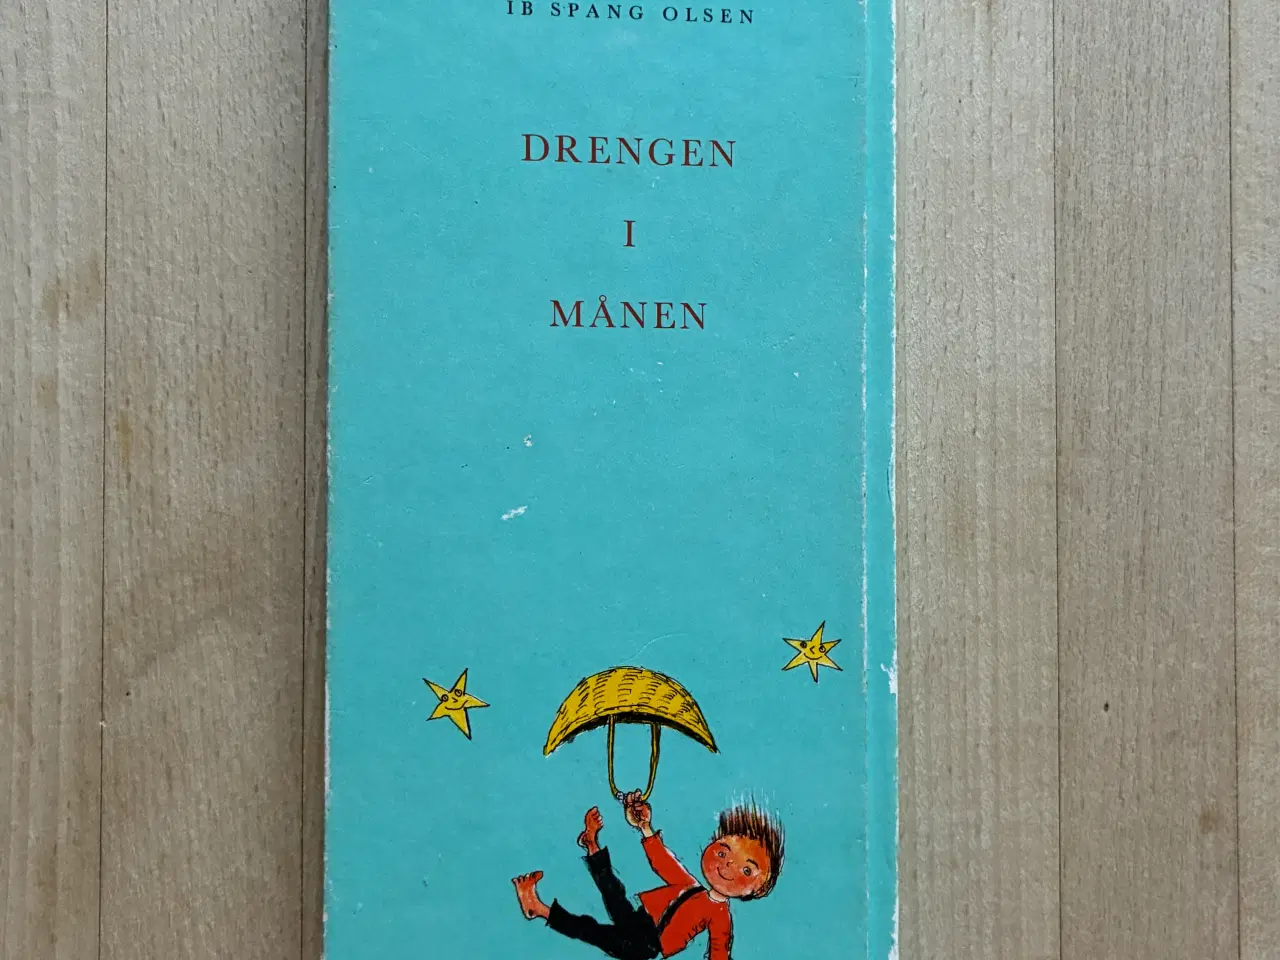 IB SPANG OLSEN
DRENGEN
I
MÅNEN